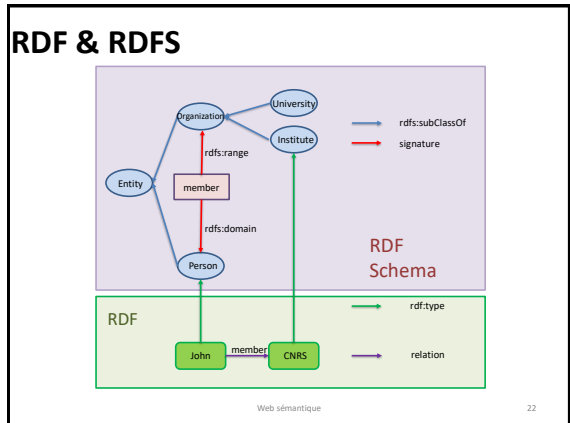 RDF & RDFS
University
Organization
Institute
rdfs:subClassOf
signature
rdfs:range
Entity
member
rdfs:domain
Person
RDF
Schema
RDF
rdf:type
John
member
CNRS
relation
Web sémantique
22